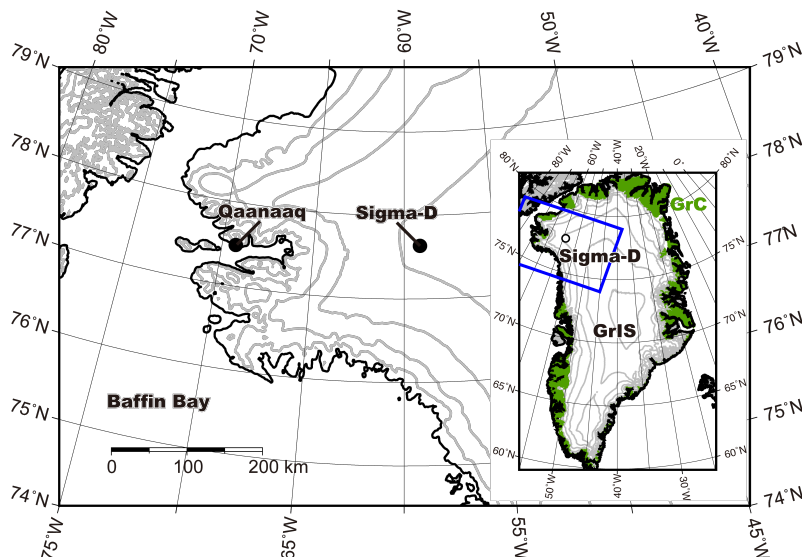 80°W
70°W
60°W
50°W
40°W
79°N
79°N
78°N
78°N
77°N
77°N
76°N
76°N
75°N
75°N
74°N
74°N
75°W
65°W
55°W
45°W
Qaanaaq
Sigma-D
Baffin Bay
0
100
200 km
80°N
80°W
60°W
40°W
20°W
0°
80°N
75°N
75°N
70°N
70°N
65°N
65°N
60°N
60°N
50°W
40°W
30°W
GrC
Sigma-D
GrIS